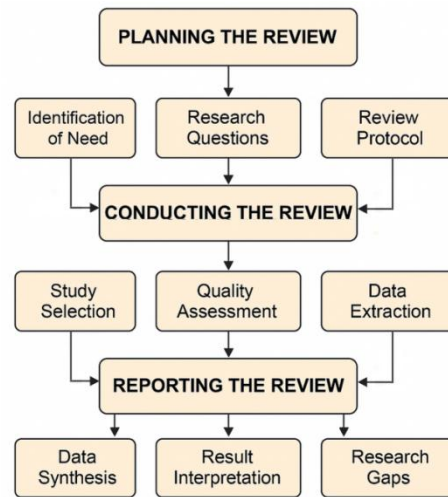 PLANNING THE REVIEW
Identification
of Need
Research
Questions
Review
Protocol
CONDUCTING THE REVIEW
Study
Selection
Quality
Assessment
Data
Extraction
REPORTING THE REVIEW
Data
Synthesis
Result
Interpretation
Research
Gaps